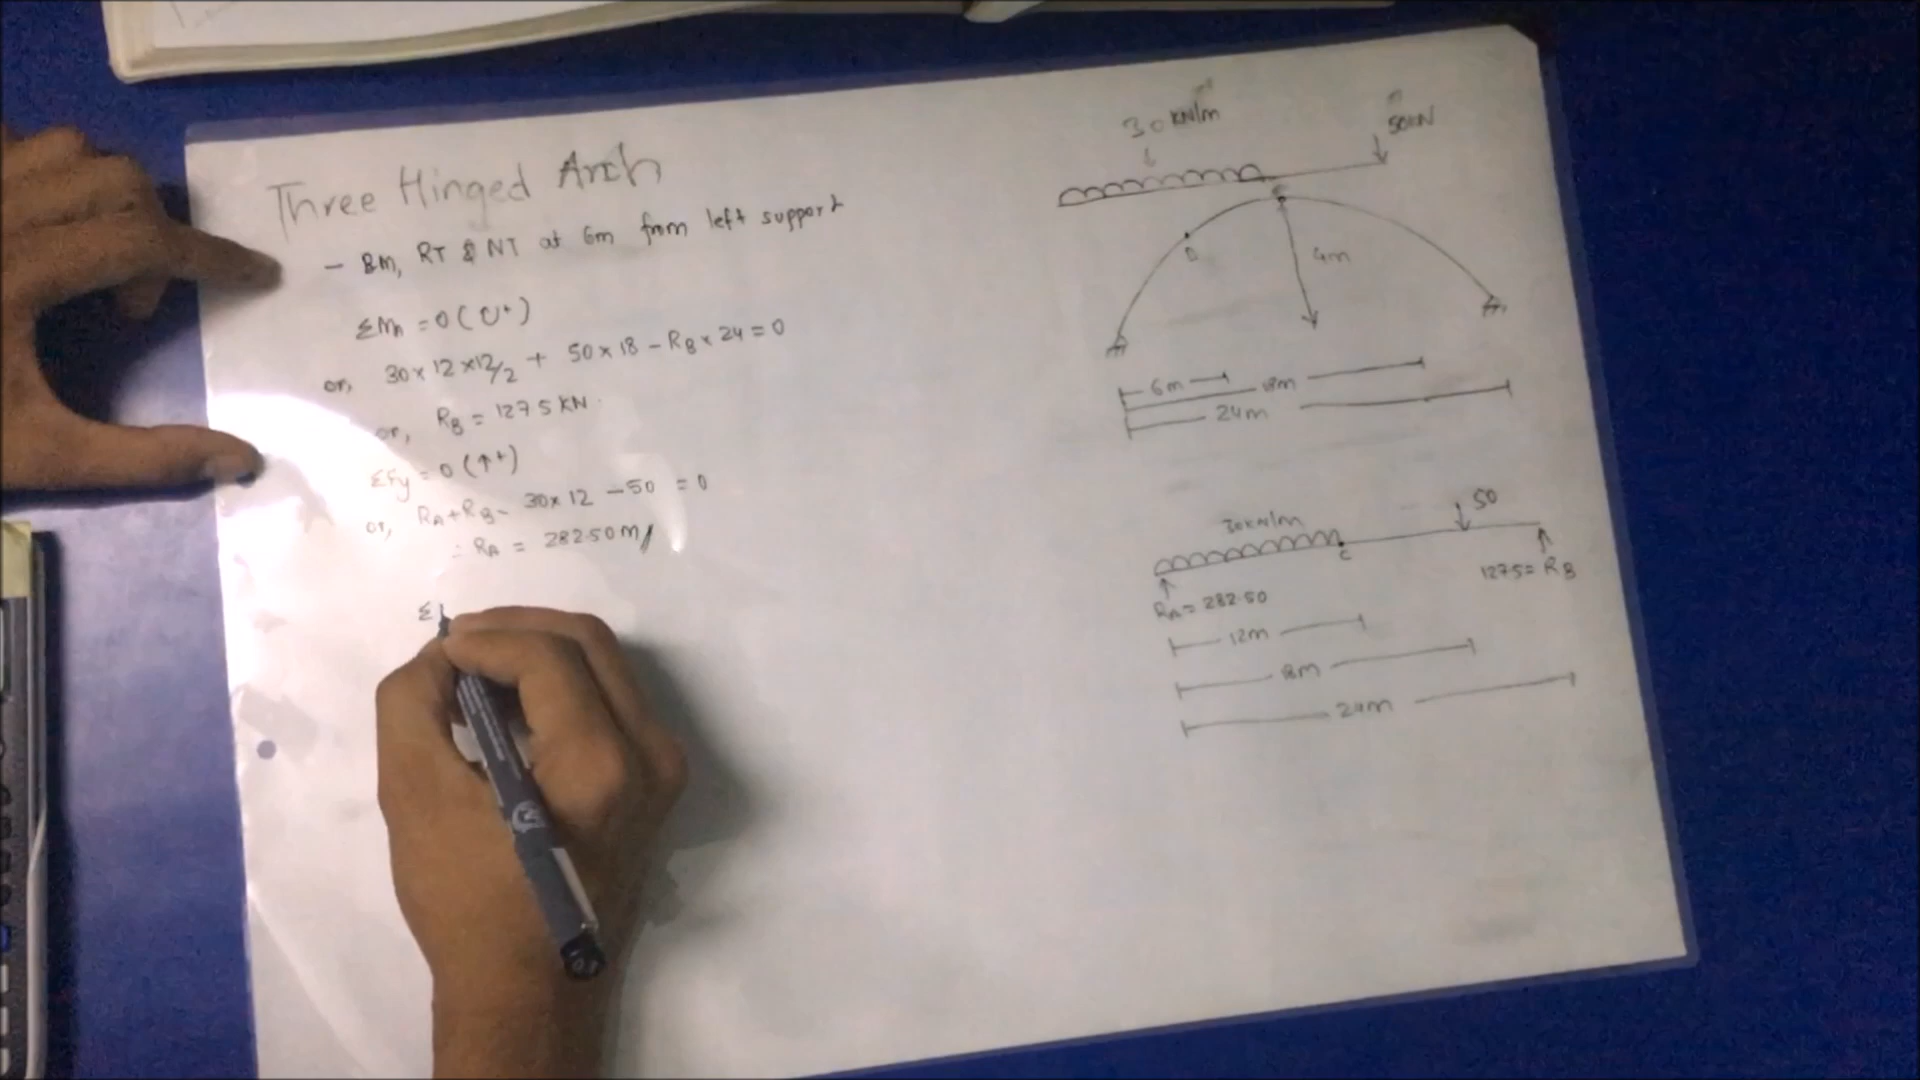 Three Hinged Arch
- BM, RT & NT at 6m from left support
ΣMA = 0 (↻+)
or, 30 x 12 x 12/2 + 50 x 18 - RB x 24 = 0
or, RB = 127.5 KN.
ΣFy = 0 (↑+)
or, RA + RB - 30 x 12 - 50 = 0
∴ RA = 282.50 m
Σ
30 KN/m
50KN
C
D
4m
6m
18m
24m
30KN/m
50
C
RA = 282.50
127.5 = RB
12m
18m
24m